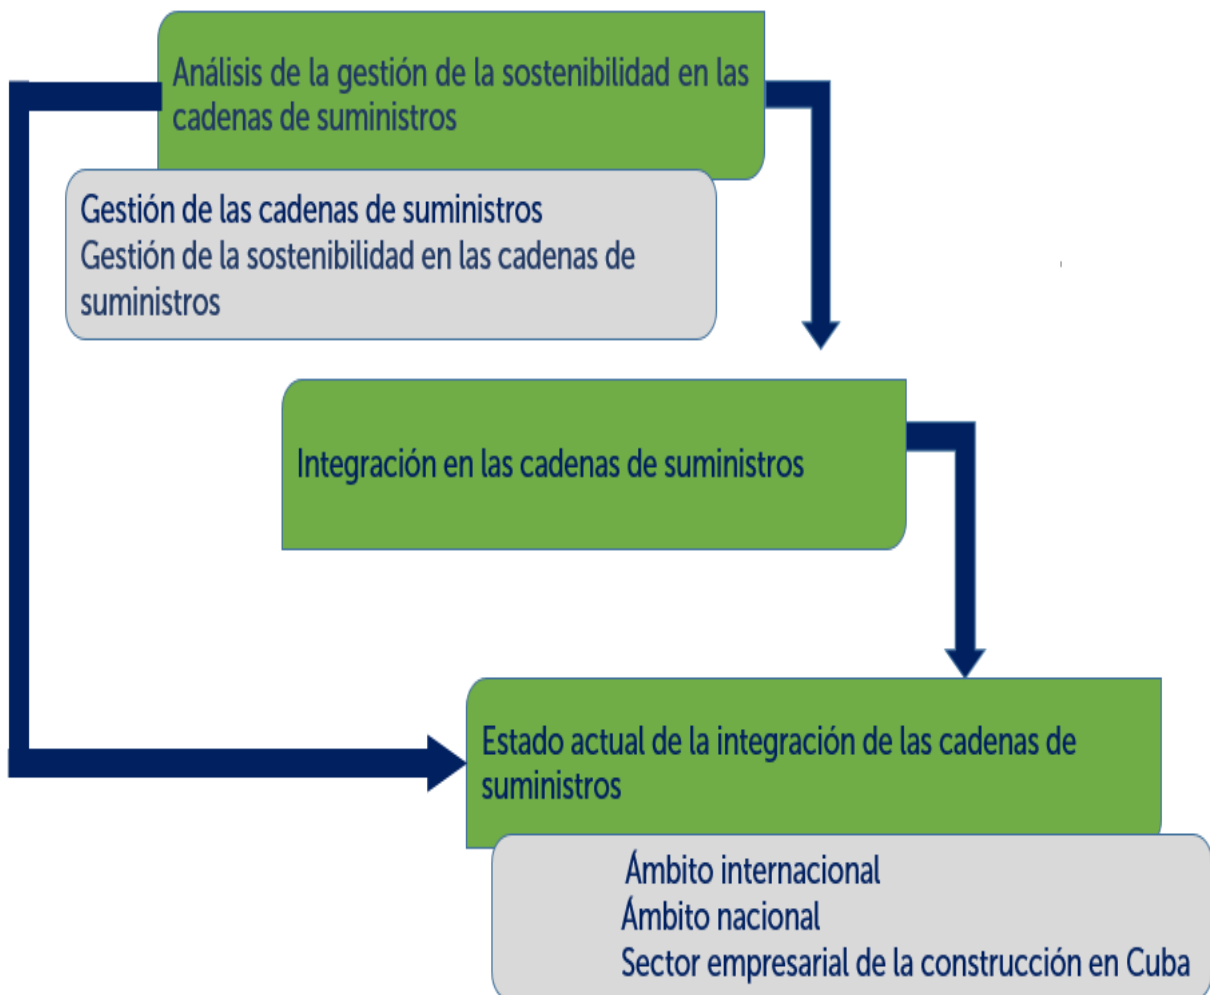 Análisis de la gestión de la sostenibilidad en las
cadenas de suministros
Gestión de las cadenas de suministros
Gestión de la sostenibilidad en las cadenas de
suministros
Integración en las cadenas de suministros
Estado actual de la integración de las cadenas de
suministros
Ámbito internacional
Ámbito nacional
Sector empresarial de la construcción en Cuba